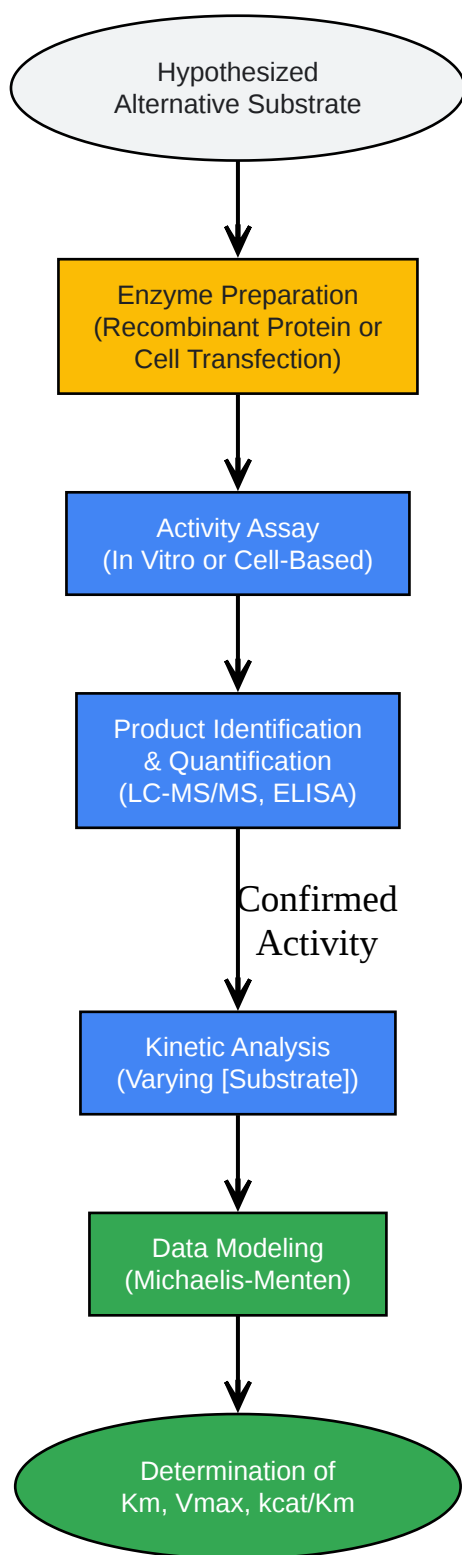 Hypothesized
Alternative Substrate
Enzyme Preparation
(Recombinant Protein or
Cell Transfection)
Activity Assay
(In Vitro or Cell-Based)
Product Identification
& Quantification
(LC-MS/MS, ELISA)
Confirmed
Activity
Kinetic Analysis
(Varying [Substrate])
Data Modeling
(Michaelis-Menten)
Determination of
Km, Vmax, kcat/Km